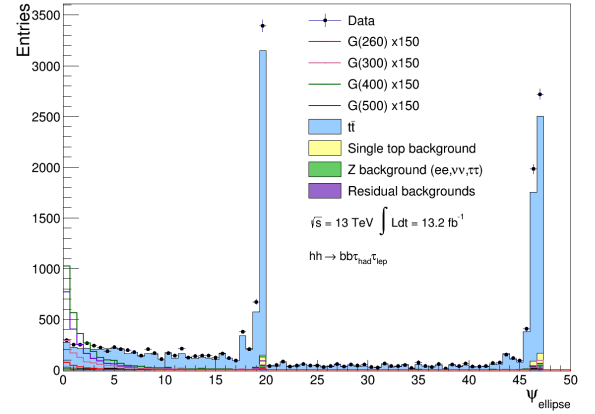 Entries
3500
3000
2500
2000
1500
1000
500
0
0 5 10 15 20 25 30 35 40 45 50
Ψellipse
Data
G(260) x150
G(300) x150
G(400) x150
G(500) x150
tt̄
Single top background
Z background (ee,νν,ττ)
Residual backgrounds
√s = 13 TeV ∫ Ldt = 13.2 fb⁻¹
hh → bbτhadτlep